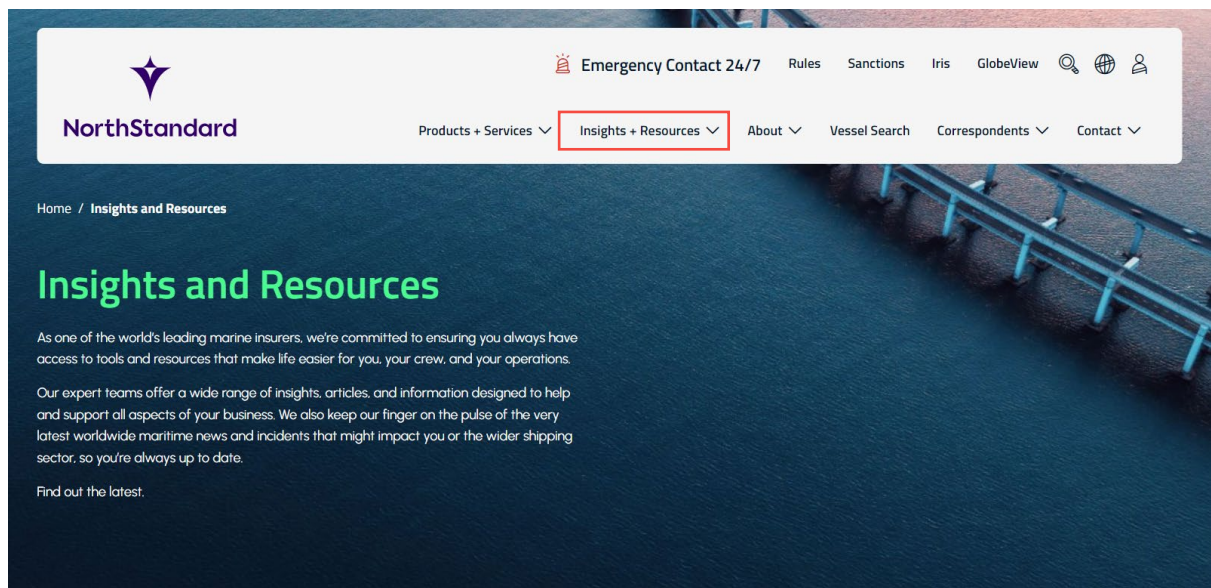 Emergency Contact 24/7 Rules Sanctions Iris GlobeView
NorthStandard
Products + Services Insights + Resources About Vessel Search Correspondents Contact
Home / Insights and Resources
Insights and Resources
As one of the world's leading marine insurers, we're committed to ensuring you always have
access to tools and resources that make life easier for you, your crew, and your operations.
Our expert teams offer a wide range of insights, articles, and information designed to help
and support all aspects of your business. We also keep our finger on the pulse of the very
latest worldwide maritime news and incidents that might impact you or the wider shipping
sector, so you're always up to date.
Find out the latest.